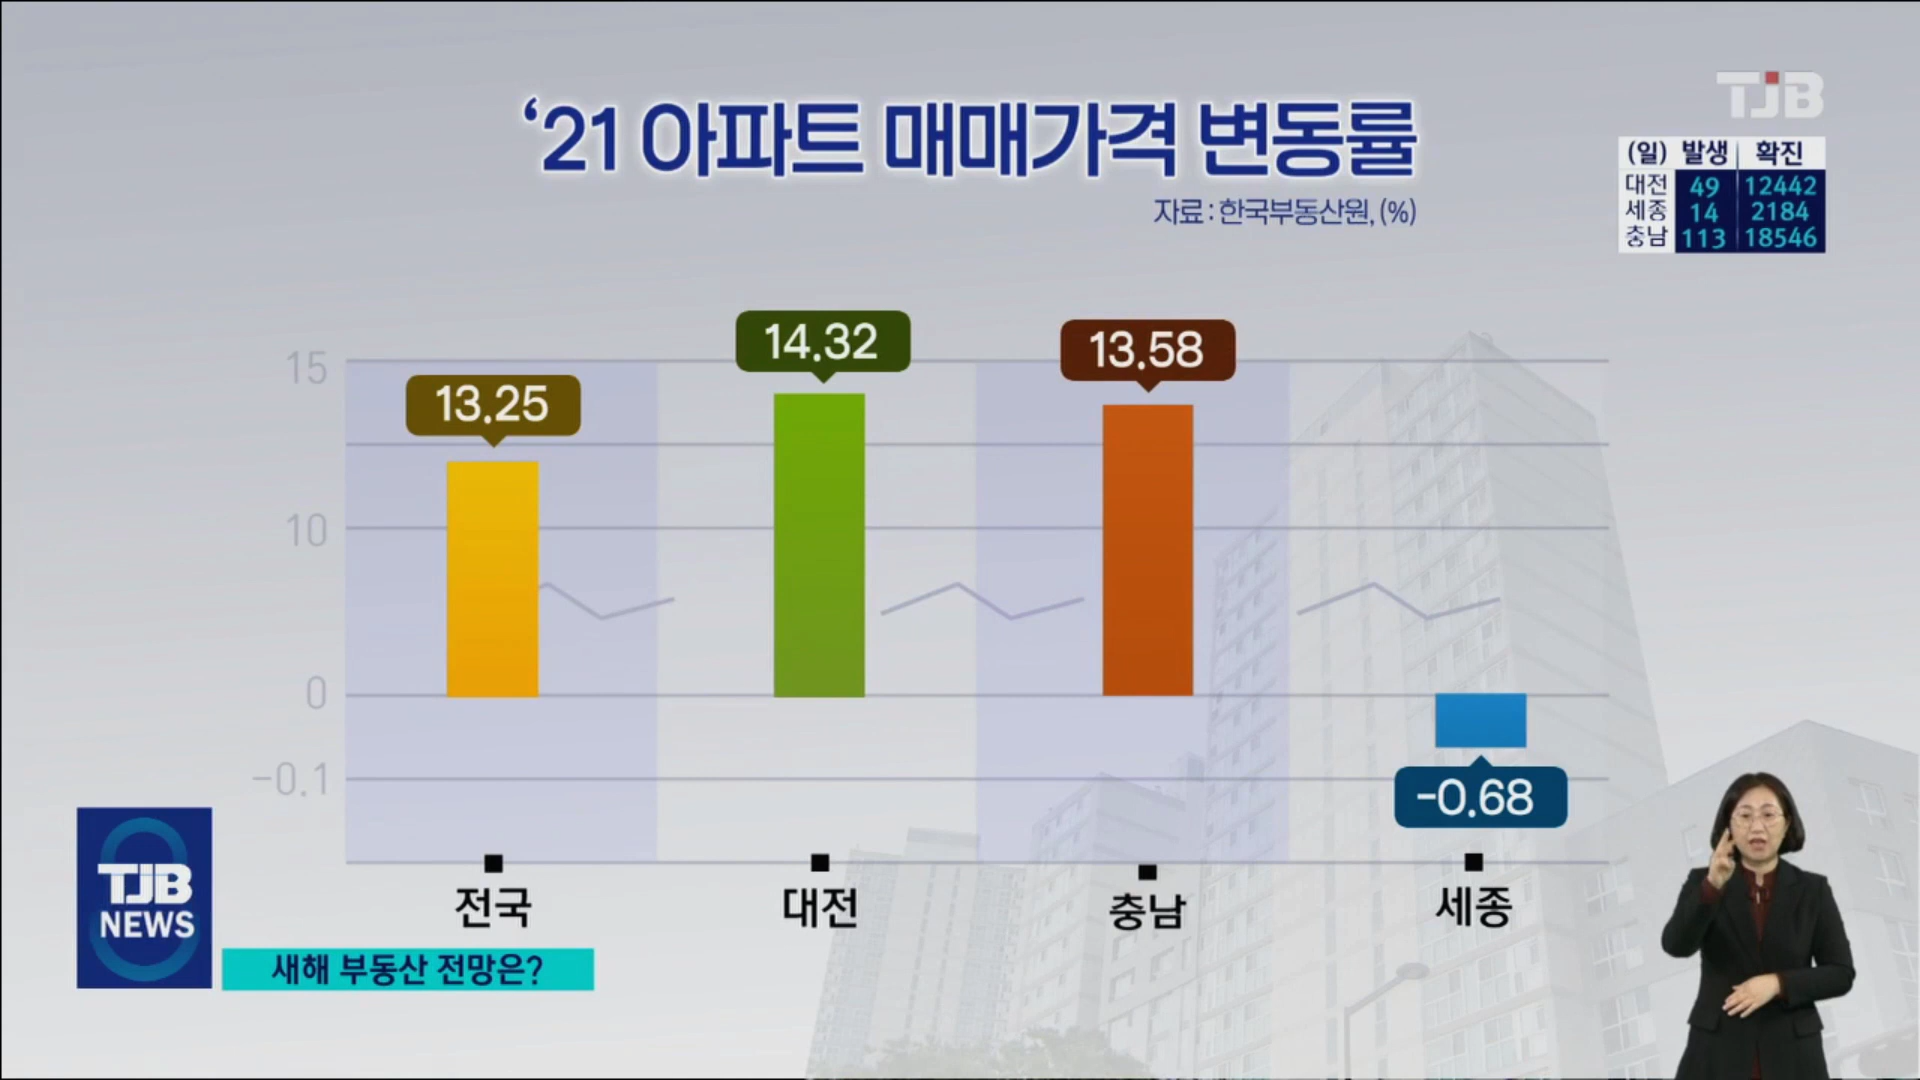 TJB
'21 아파트 매매가격 변동률
자료 : 한국부동산원, (%)
(일) 발생 확진
대전 49 12442
세종 14 2184
충남 113 18546
15
10
0
-0.1
13.25
14.32
13.58
-0.68
전국 대전 충남 세종
TJB
NEWS
새해 부동산 전망은?